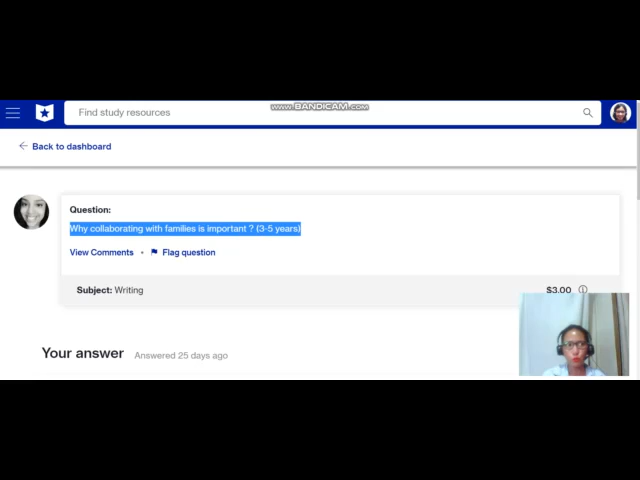 www.BANDICAM.com
Find study resources
Back to dashboard
Question:
Why collaborating with families is important ? (3-5 years)
View Comments • Flag question
Subject: Writing
$3.00
Your answer Answered 25 days ago